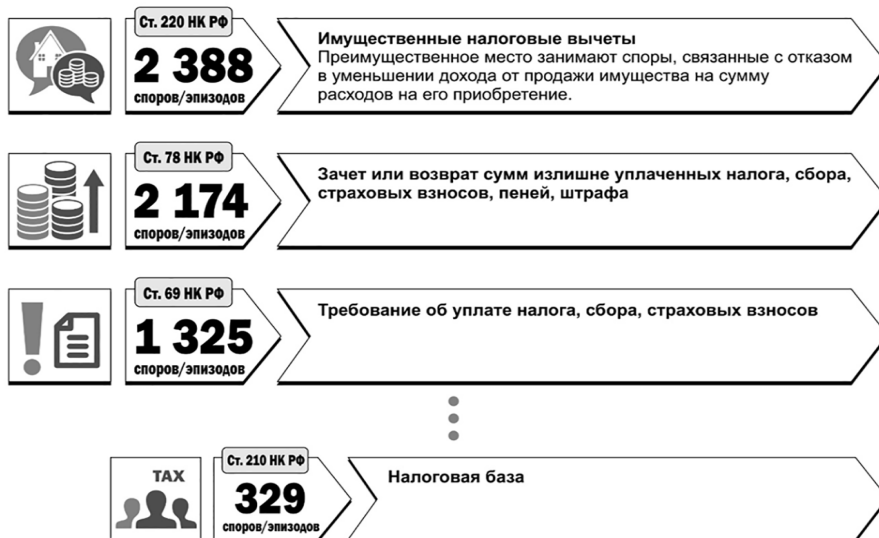 Ст. 220 НК РФ
2 388
споров/эпизодов
Имущественные налоговые вычеты
Преимущественное место занимают споры, связанные с отказом
в уменьшении дохода от продажи имущества на сумму
расходов на его приобретение.
Ст. 78 НК РФ
2 174
споров/эпизодов
Зачет или возврат сумм излишне уплаченных налога, сбора,
страховых взносов, пеней, штрафа
Ст. 69 НК РФ
1 325
споров/эпизодов
Требование об уплате налога, сбора, страховых взносов
TAX
Ст. 210 НК РФ
329
споров/эпизодов
Налоговая база